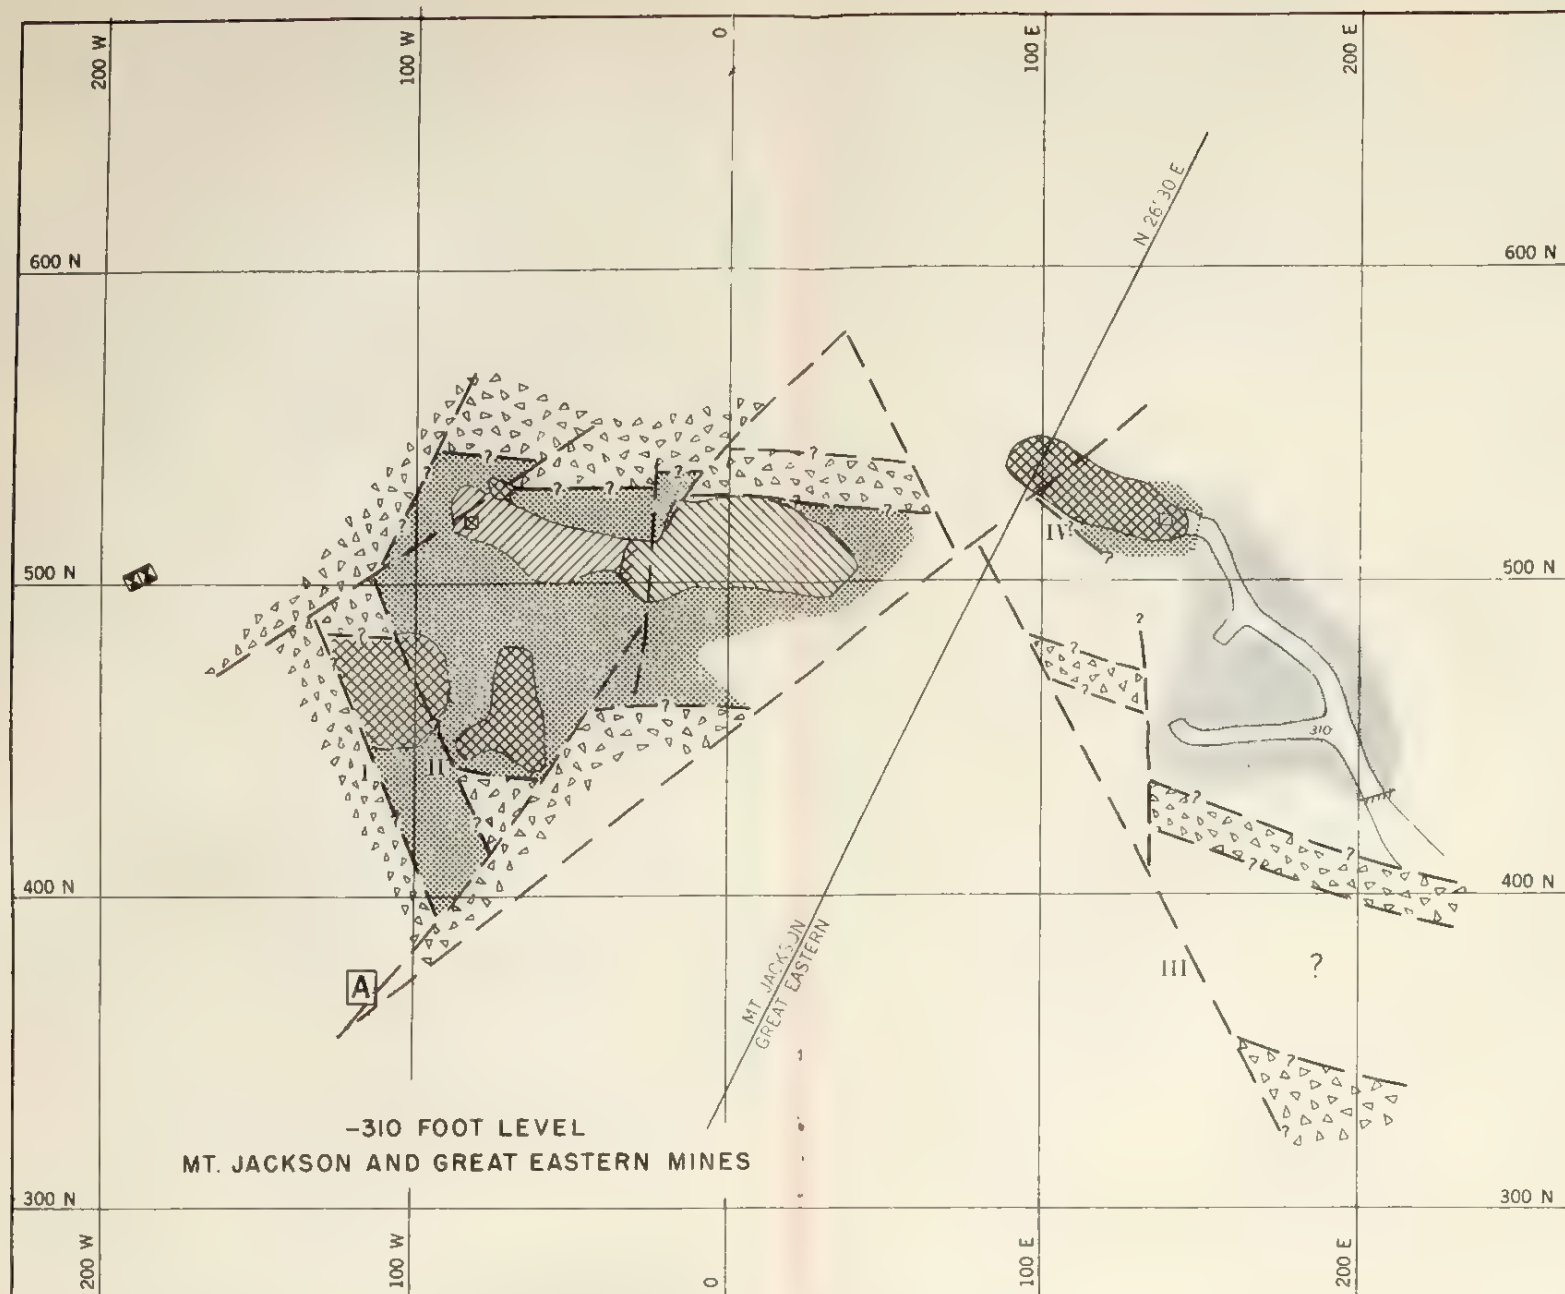 200 W
100 W
0
100 E
200 E
N 26°30 E
600 N
600 N
?
?
?
?
?
?
?
?
?
?
IV
?
?
500 N
500 N
?
?
?
?
?
?
?
310
I
II
?
?
?
?
?
?
?
?
400 N
400 N
III
?
A
MT. JACKSON
GREAT EASTERN
?
?
-310 FOOT LEVEL
MT. JACKSON AND GREAT EASTERN MINES
300 N
300 N
200 W
100 W
0
100 E
200 E